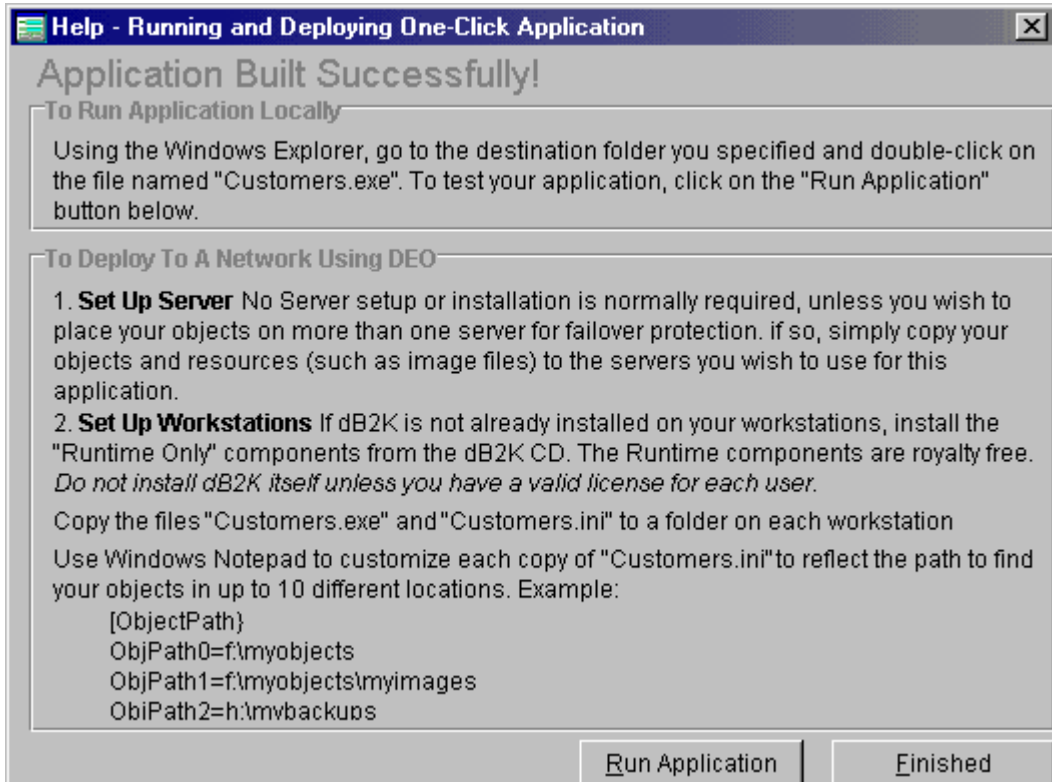 Help - Running and Deploying One-Click Application
Application Built Successfully!
To Run Application Locally
Using the Windows Explorer, go to the destination folder you specified and double-click on
the file named "Customers.exe". To test your application, click on the "Run Application"
button below.
To Deploy To A Network Using DEO
1. Set Up Server No Server setup or installation is normally required, unless you wish to
place your objects on more than one server for failover protection. if so, simply copy your
objects and resources (such as image files) to the servers you wish to use for this
application.
2. Set Up Workstations If dB2K is not already installed on your workstations, install the
"Runtime Only" components from the dB2K CD. The Runtime components are royalty free.
Do not install dB2K itself unless you have a valid license for each user.
Copy the files "Customers.exe" and "Customers.ini" to a folder on each workstation
Use Windows Notepad to customize each copy of "Customers.ini" to reflect the path to find
your objects in up to 10 different locations. Example:
[ObjectPath}
ObjPath0=f:\myobjects
ObjPath1=f:\myobjects\myimages
ObjPath2=h:\mybackups
Run Application
Finished